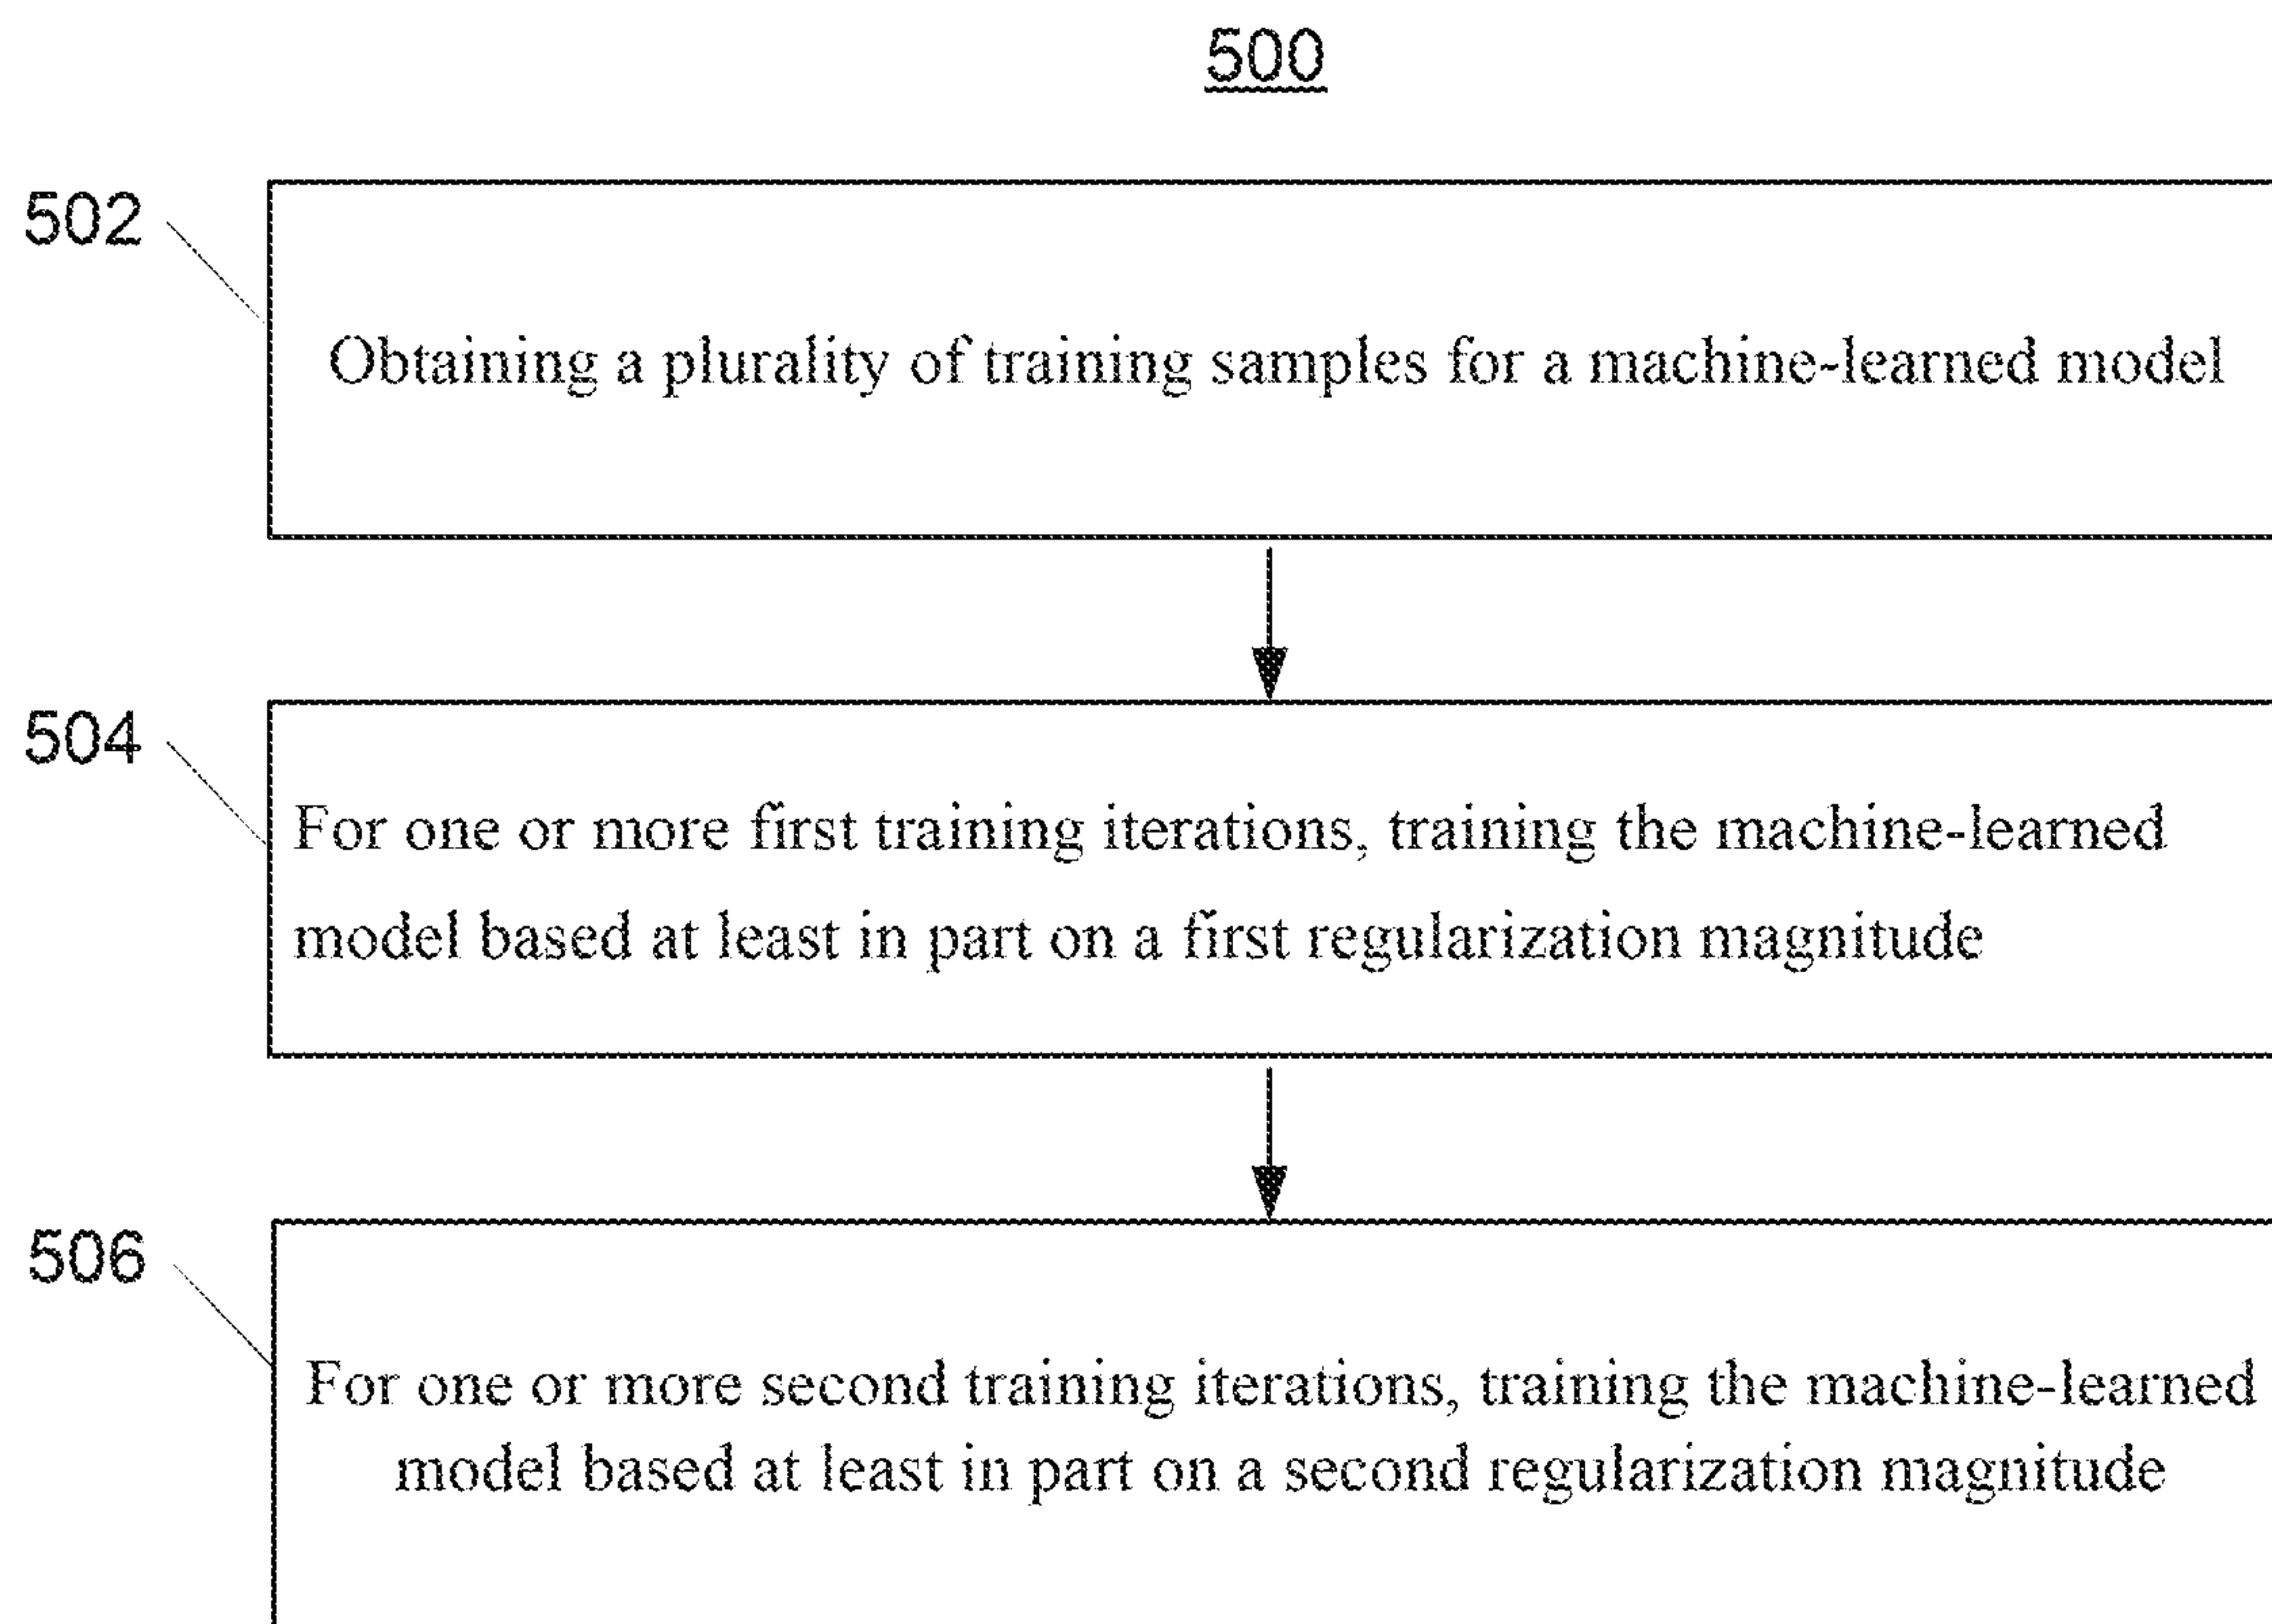 500
502
Obtaining a plurality of training samples for a machine-learned model
504
For one or more first training iterations, training the machine-learned
model based at least in part on a first regularization magnitude
506
For one or more second training iterations, training the machine-learned
model based at least in part on a second regularization magnitude